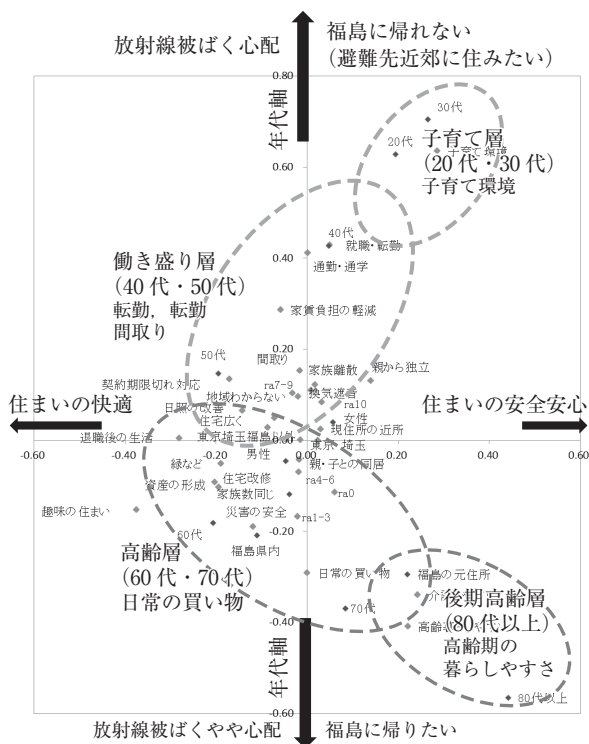 放射線被ばく心配
福島に帰れない
(避難先近郊に住みたい)
0.80
年代軸
30代
20代
子育て層
(20代・30代)
子育て環境
0.60
40代
就職・転勤
通勤・通学
0.40
働き盛り層
(40代・50代)
転勤，転勤
間取り
家賃負担の軽減
0.20
50代
間取り
家族離散
親から独立
契約期限切れ対応
ra7-9
換気遮音
地域わからない
ra10
日照の改善
女性
住まいの快適
住まいの安全安心
住宅広く
現住所の近所
退職後の生活
東京埼玉福島以外
東京、埼玉
-0.60
-0.40
-0.20
0.00
0.20
0.40
0.60
男性
緑など
親・子との同居
住宅改修
ra4-6
資産の形成
家族数同じ
ra0
趣味の住まい
災害の安全
ra1-3
-0.20
60代
福島県内
高齢層
(60代・70代)
日常の買い物
日常の買い物
福島の元住所
70代
後期高齢層
(80代以上)
高齢期の
暮らしやすさ
-0.40
年代軸
80代以上
-0.60
放射線被ばくやや心配
福島に帰りたい